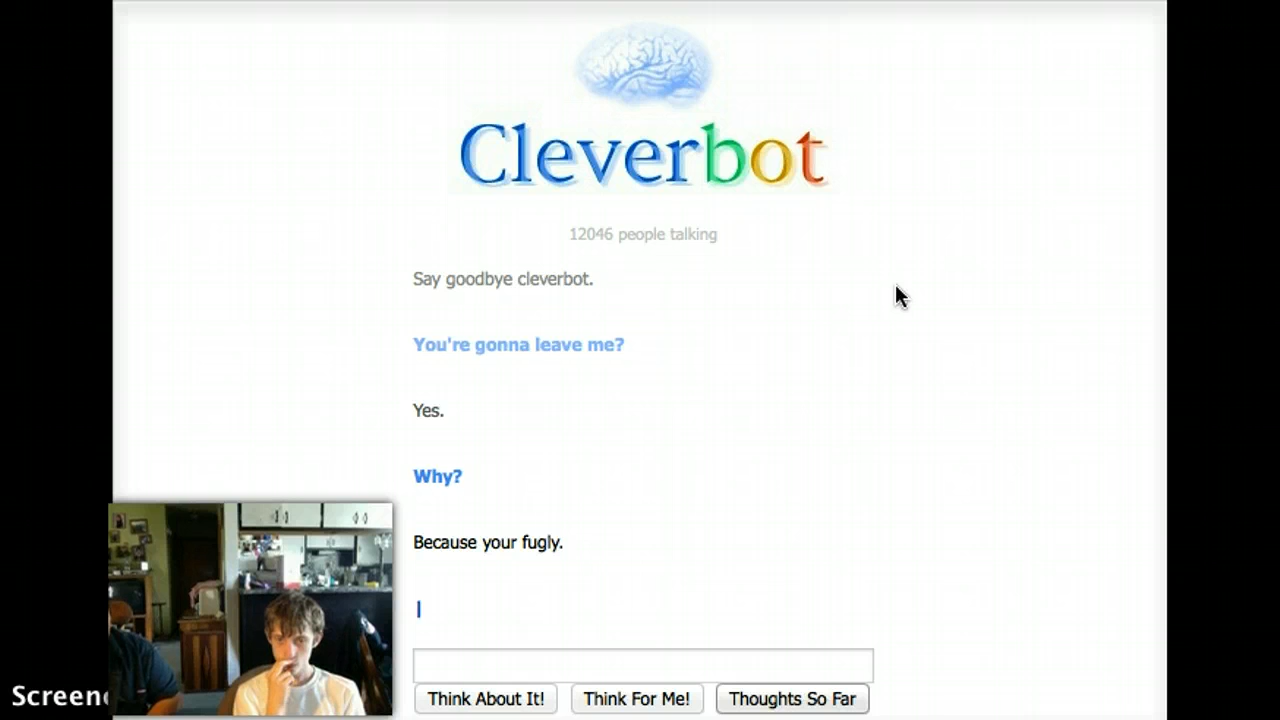 Cleverbot
12046 people talking
Say goodbye cleverbot.
You're gonna leave me?
Yes.
Why?
Because your fugly.
|
Think About It! Think For Me! Thoughts So Far
Screen